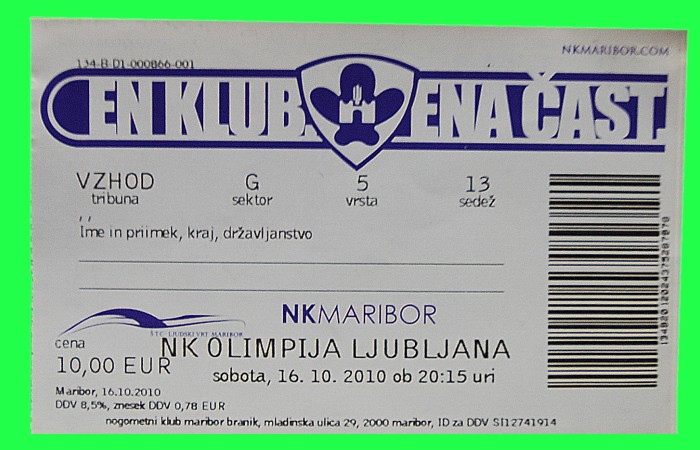 NKMARIBOR.COM
134-B-D1-000866-001
EN KLUB. ENA ČAST.
VZHOD G 5 13
tribuna sektor vrsta sedež
, ,
Ime in priimek, kraj, državljanstvo
NKMARIBOR
Š.T.C. LJUDSKI VRT MARIBOR
cena NK OLIMPIJA LJUBLJANA
10,00 EUR
sobota, 16. 10. 2010 ob 20:15 uri
Maribor, 16.10.2010
DDV 8,5%, znesek DDV 0,78 EUR
nogometni klub maribor branik, mladinska ulica 29, 2000 maribor, ID za DDV SI12741914